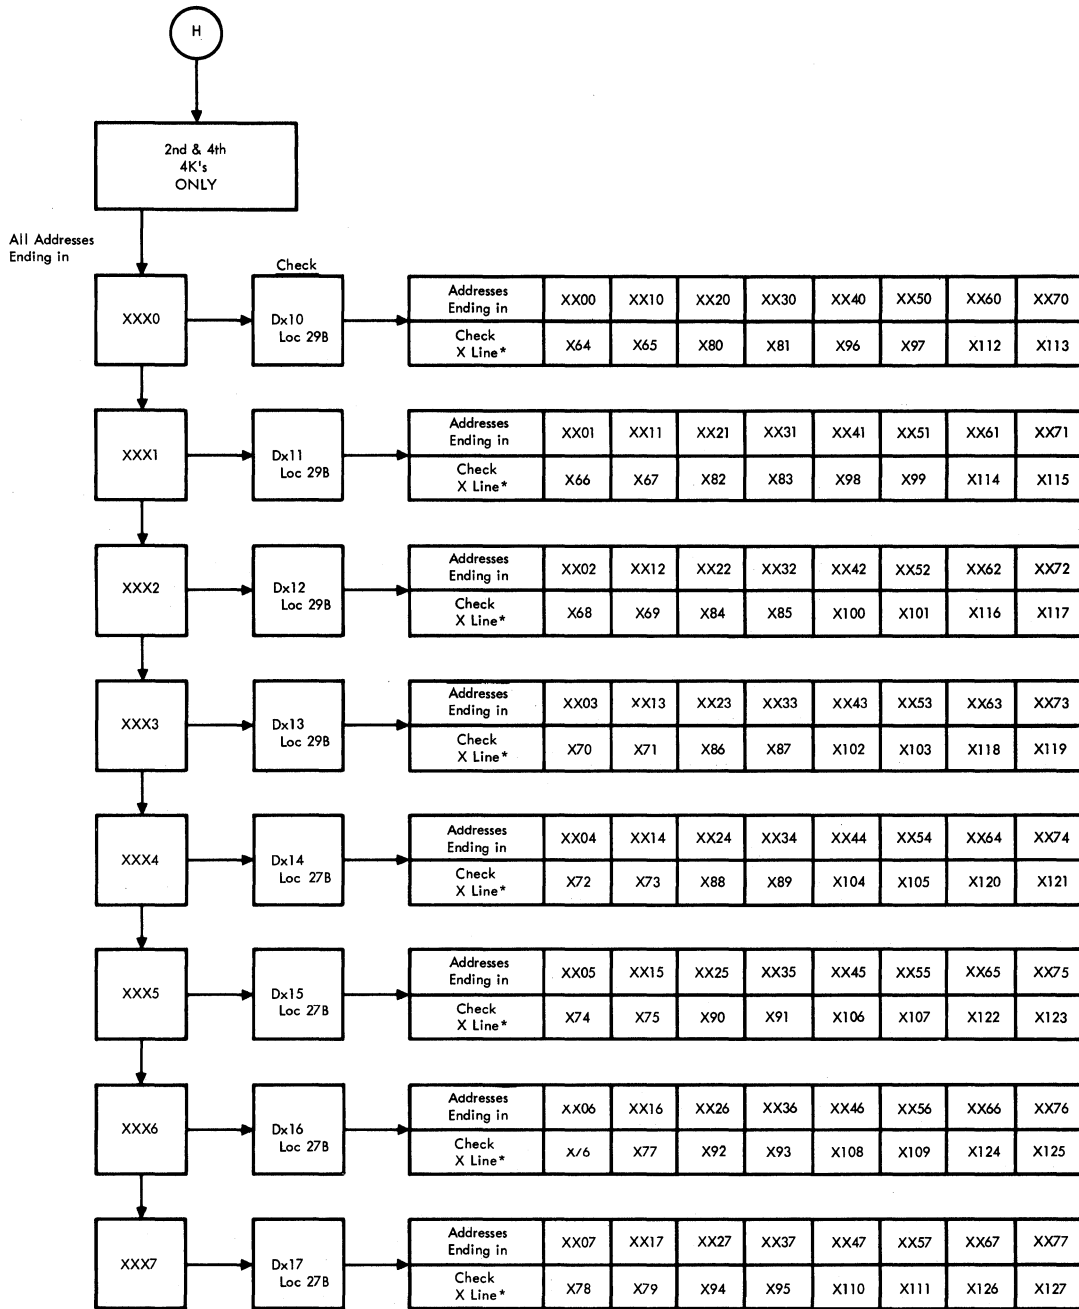 H
2nd & 4th
4K's
ONLY
All Addresses
Ending in
Check
XXX0
Dx10
Loc 29B
Addresses
Ending in
XX00 XX10 XX20 XX30 XX40 XX50 XX60 XX70
Check
X Line*
X64 X65 X80 X81 X96 X97 X112 X113
XXX1
Dx11
Loc 29B
Addresses
Ending in
XX01 XX11 XX21 XX31 XX41 XX51 XX61 XX71
Check
X Line*
X66 X67 X82 X83 X98 X99 X114 X115
XXX2
Dx12
Loc 29B
Addresses
Ending in
XX02 XX12 XX22 XX32 XX42 XX52 XX62 XX72
Check
X Line*
X68 X69 X84 X85 X100 X101 X116 X117
XXX3
Dx13
Loc 29B
Addresses
Ending in
XX03 XX13 XX23 XX33 XX43 XX53 XX63 XX73
Check
X Line*
X70 X71 X86 X87 X102 X103 X118 X119
XXX4
Dx14
Loc 27B
Addresses
Ending in
XX04 XX14 XX24 XX34 XX44 XX54 XX64 XX74
Check
X Line*
X72 X73 X88 X89 X104 X105 X120 X121
XXX5
Dx15
Loc 27B
Addresses
Ending in
XX05 XX15 XX25 XX35 XX45 XX55 XX65 XX75
Check
X Line*
X74 X75 X90 X91 X106 X107 X122 X123
XXX6
Dx16
Loc 27B
Addresses
Ending in
XX06 XX16 XX26 XX36 XX46 XX56 XX66 XX76
Check
X Line*
X76 X77 X92 X93 X108 X109 X124 X125
XXX7
Dx17
Loc 27B
Addresses
Ending in
XX07 XX17 XX27 XX37 XX47 XX57 XX67 XX77
Check
X Line*
X78 X79 X94 X95 X110 X111 X126 X127